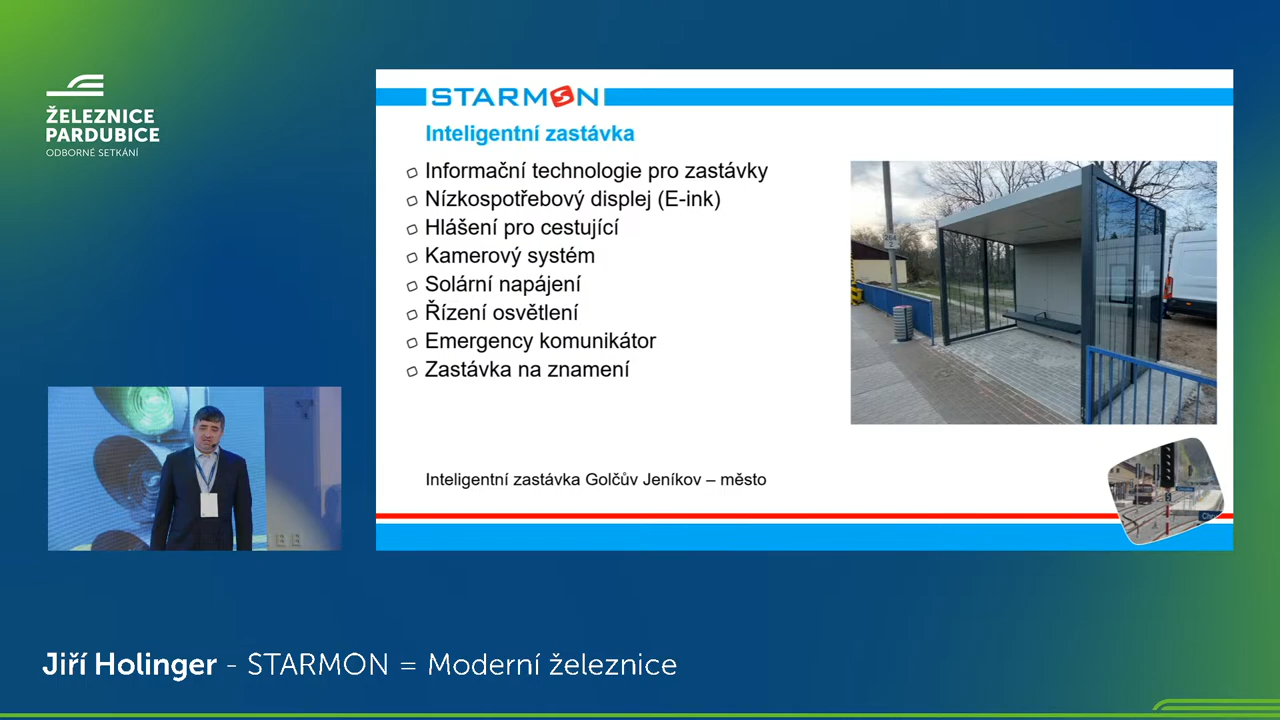 ŽELEZNICE
PARDUBICE
ODBORNÉ SETKÁNÍ
STARMON
Inteligentní zastávka
Informační technologie pro zastávky
Nízkospotřebový displej (E-ink)
Hlášení pro cestující
Kamerový systém
Solární napájení
Řízení osvětlení
Emergency komunikátor
Zastávka na znamení
264
2
Inteligentní zastávka Golčův Jeníkov – město
Jiří Holinger - STARMON = Moderní železnice